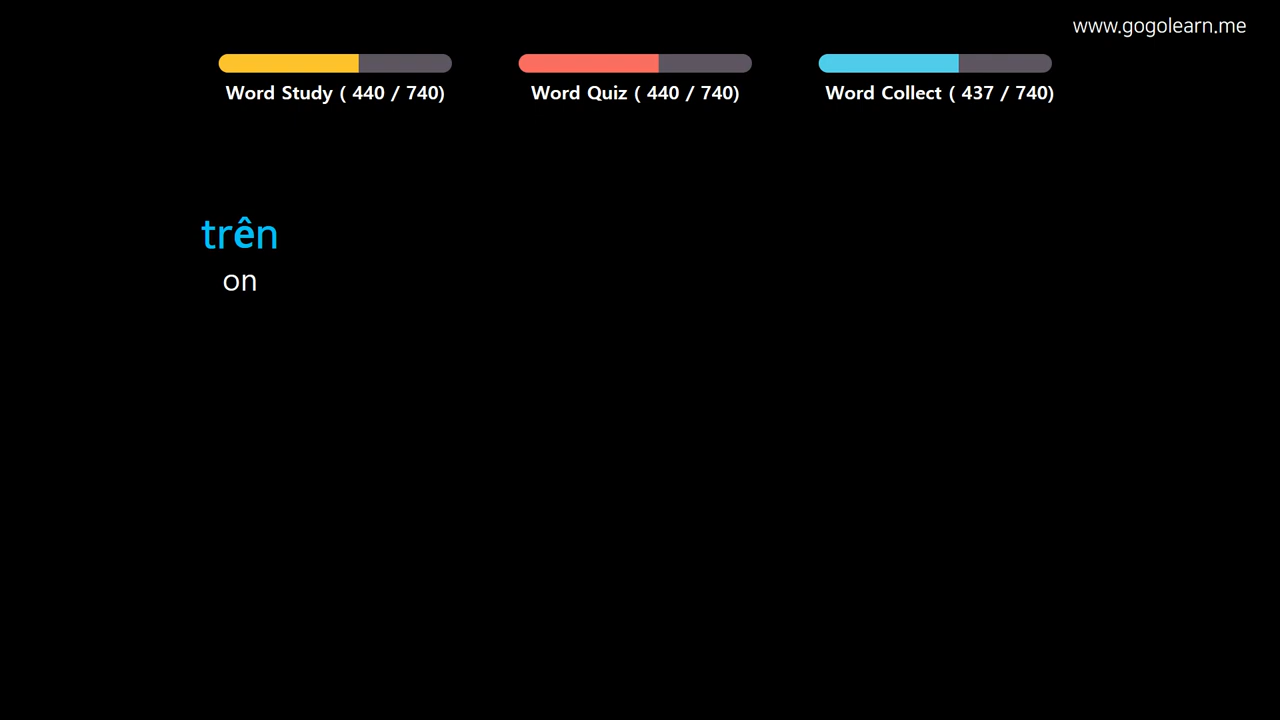 www.gogolearn.me
Word Study ( 440 / 740)
Word Quiz ( 440 / 740)
Word Collect ( 437 / 740)
trên
on